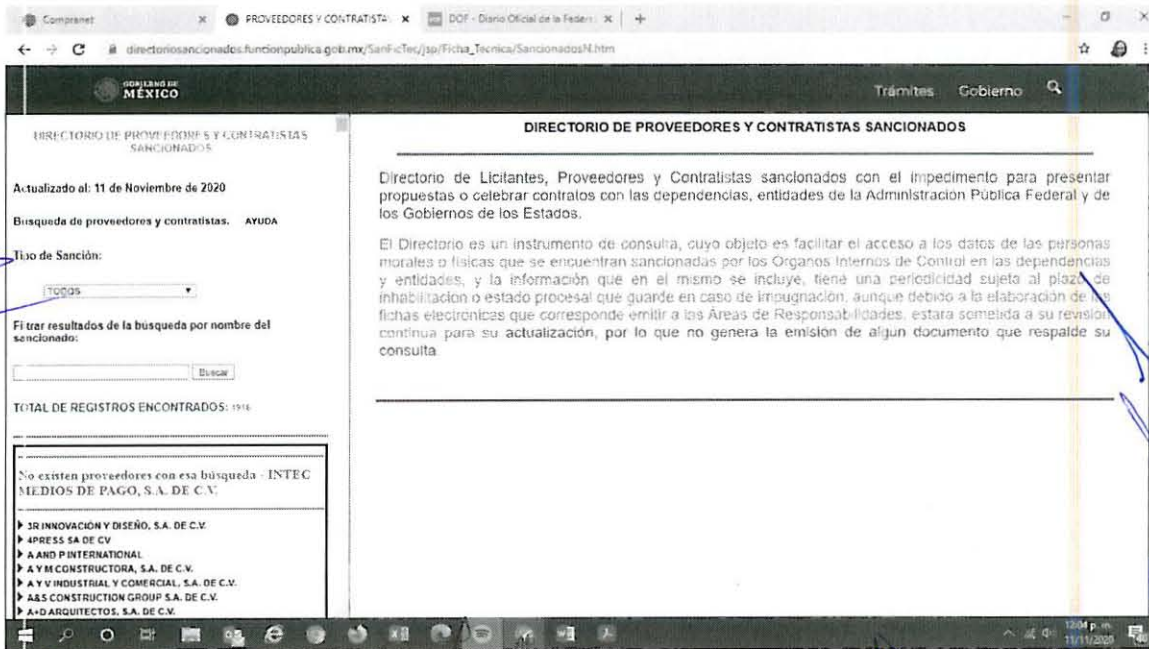 Compranet
PROVEEDORES Y CONTRATISTA
DOF - Diario Oficial de la Federa
directoriosancionados.funcionpublica.gob.mx/SanFicTec/jsp/Ficha_Tecnica/SancionadosN.htm
GOBIERNO DE
MÉXICO
Trámites Gobierno
DIRECTORIO DE PROVEEDORES Y CONTRATISTAS
SANCIONADOS
Actualizado al: 11 de Noviembre de 2020
Busqueda de proveedores y contratistas. AYUDA
Tipo de Sanción:
TODAS
Filtrar resultados de la búsqueda por nombre del
sancionado:
Buscar
TOTAL DE REGISTROS ENCONTRADOS: 1916
No existen proveedores con esa búsqueda - INTEC
MEDIOS DE PAGO, S.A. DE C.V.
3R INNOVACIÓN Y DISEÑO, S.A. DE C.V.
4PRESS SA DE CV
A AND P INTERNATIONAL
A Y M CONSTRUCTORA, S.A. DE C.V.
A Y V INDUSTRIAL Y COMERCIAL, S.A. DE C.V.
A&S CONSTRUCTION GROUP S.A. DE C.V.
A+D ARQUITECTOS, S.A. DE C.V.
DIRECTORIO DE PROVEEDORES Y CONTRATISTAS SANCIONADOS
Directorio de Licitantes, Proveedores y Contratistas sancionados con el impedimento para presentar
propuestas o celebrar contratos con las dependencias, entidades de la Administración Pública Federal y de
los Gobiernos de los Estados.
El Directorio es un instrumento de consulta, cuyo objeto es facilitar el acceso a los datos de las personas
morales o físicas que se encuentran sancionadas por los Organos Internos de Control en las dependencias
y entidades, y la información que en el mismo se incluye, tiene una periodicidad sujeta al plazo de
inhabilitacion o estado procesal que guarde en caso de impugnación, aunque debido a la elaboración de las
fichas electronicas que corresponde emitir a las Áreas de Responsabilidades, estara sometida a su revisión
continua para su actualización, por lo que no genera la emisión de algun documento que respalde su
consulta
12:04 p. m.
11/11/2020